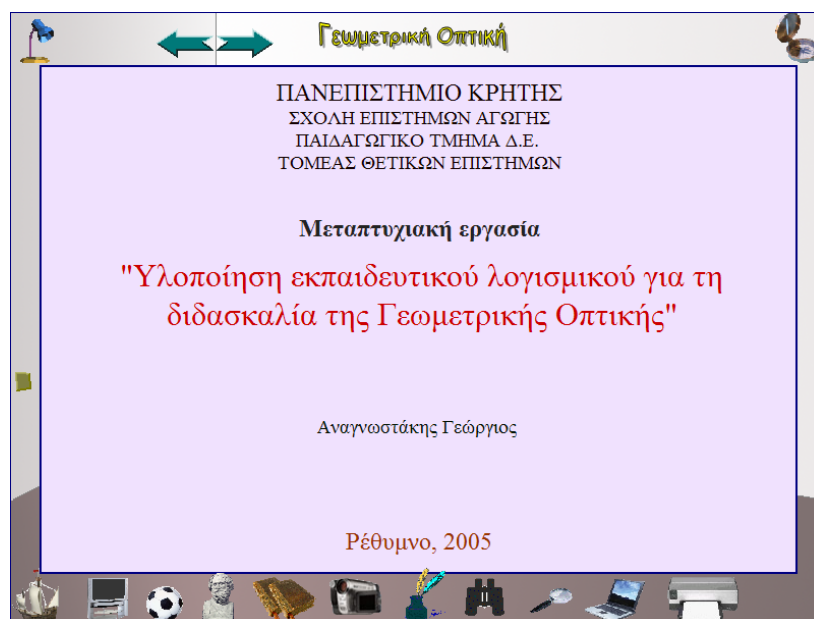 Γεωμετρική Οπτική
ΠΑΝΕΠΙΣΤΗΜΙΟ ΚΡΗΤΗΣ
ΣΧΟΛΗ ΕΠΙΣΤΗΜΩΝ ΑΓΩΓΗΣ
ΠΑΙΔΑΓΩΓΙΚΟ ΤΜΗΜΑ Δ.Ε.
ΤΟΜΕΑΣ ΘΕΤΙΚΩΝ ΕΠΙΣΤΗΜΩΝ
Μεταπτυχιακή εργασία
"Υλοποίηση εκπαιδευτικού λογισμικού για τη
διδασκαλία της Γεωμετρικής Οπτικής"
Αναγνωστάκης Γεώργιος
Ρέθυμνο, 2005